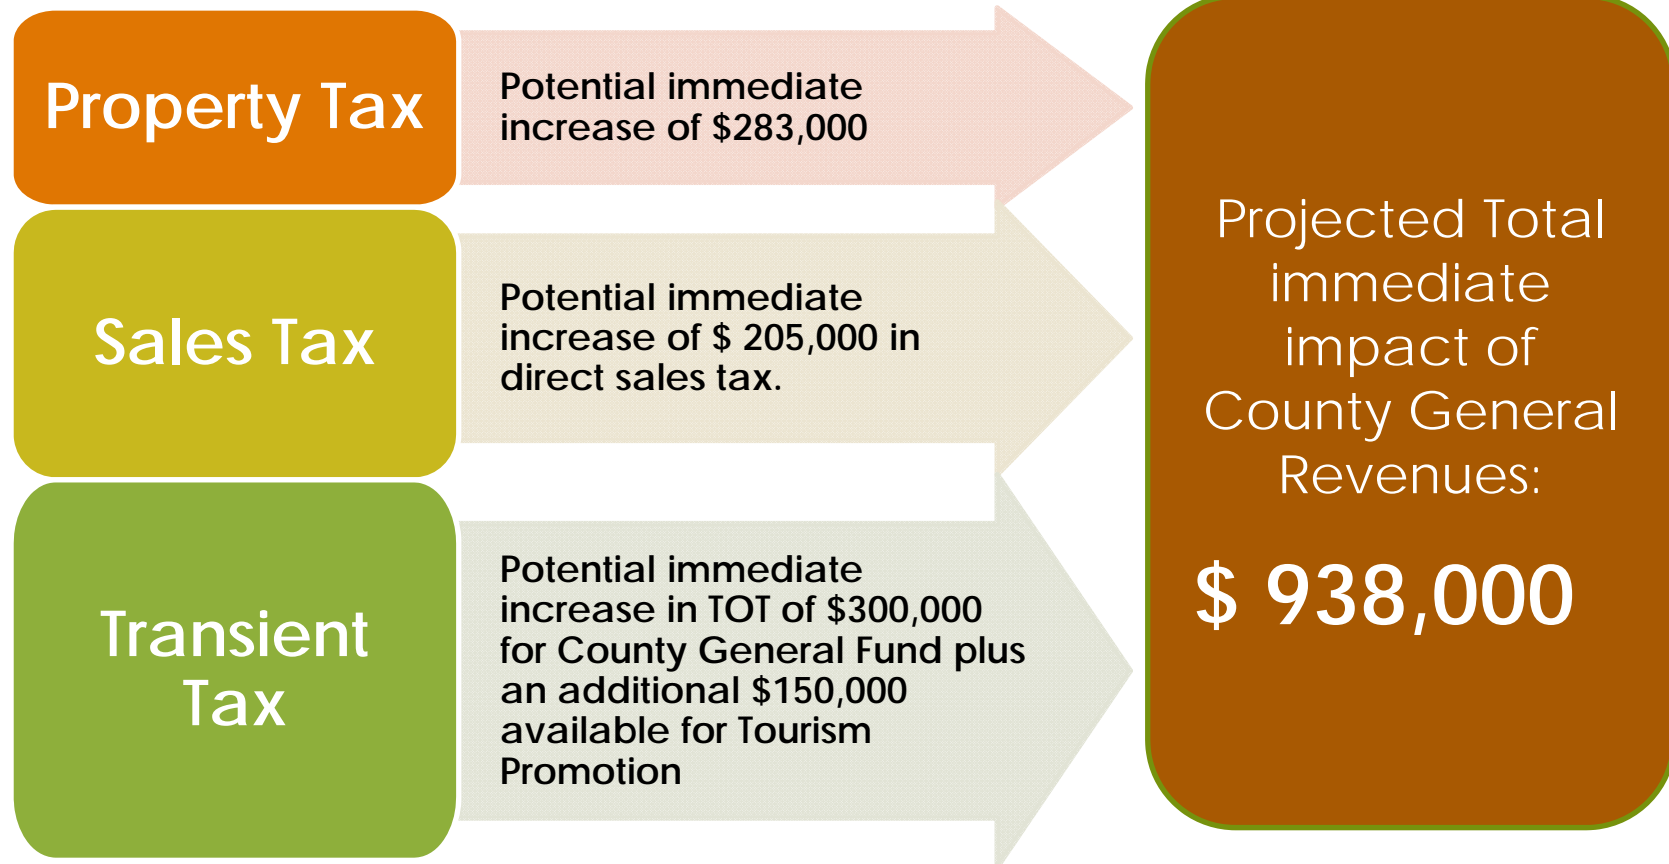 Property Tax
Potential immediate
increase of $283,000
Sales Tax
Potential immediate
increase of $ 205,000 in
direct sales tax.
Transient
Tax
Potential immediate
increase in TOT of $300,000
for County General Fund plus
an additional $150,000
available for Tourism
Promotion
Projected Total
immediate
impact of
County General
Revenues:
$ 938,000